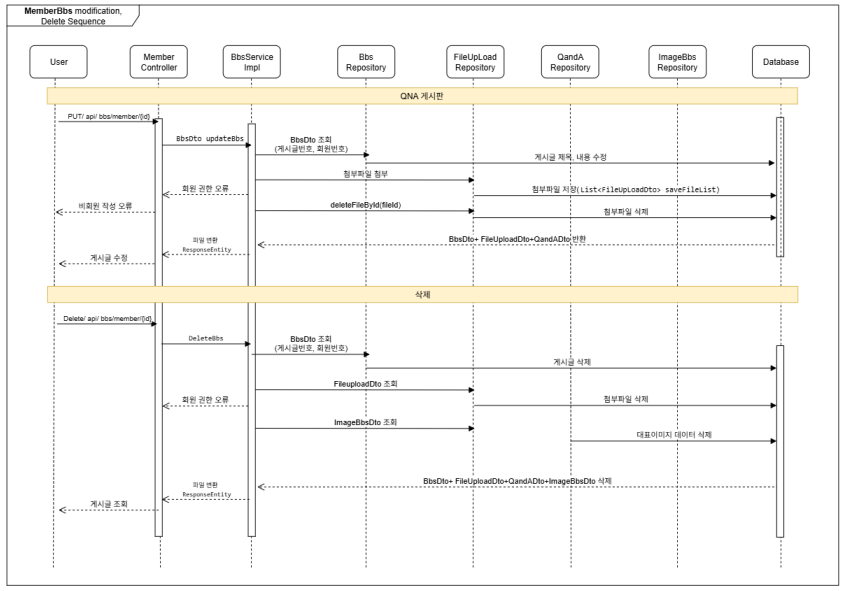 MemberBbs modification,
Delete Sequence
User
Member
Controller
BbsService
Impl
Bbs
Repository
FileUpLoad
Repository
QandA
Repository
ImageBbs
Repository
Database
QNA 게시판
PUT/ api/ bbs/member/{id}
BbsDto updateBbs
BbsDto 조회
(게시글번호, 회원번호)
게시글 제목, 내용 수정
첨부파일 첨부
회원 권한 오류
첨부파일 저장(List<FileUpLoadDto> saveFileList)
비회원 작성 오류
deleteFileById(fileId)
첨부파일 삭제
파일 변환
ResponseEntity
BbsDto+ FileUploadDto+QandADto 반환
게시글 수정
삭제
Delete/ api/ bbs/member/{id}
DeleteBbs
BbsDto 조회
(게시글번호, 회원번호)
게시글 삭제
FileuploadDto 조회
회원 권한 오류
첨부파일 삭제
ImageBbsDto 조회
대표이미지 데이터 삭제
파일 변환
ResponseEntity
BbsDto+ FileUploadDto+QandADto+ImageBbsDto 삭제
게시글 조회